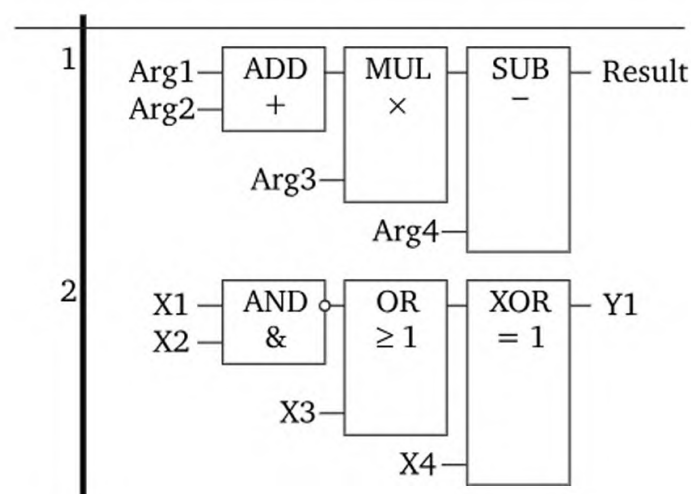 1
Arg1 ADD MUL SUB Result
Arg2 + × −
Arg3
Arg4
2
X1 AND OR XOR Y1
X2 & ≥ 1 = 1
X3
X4